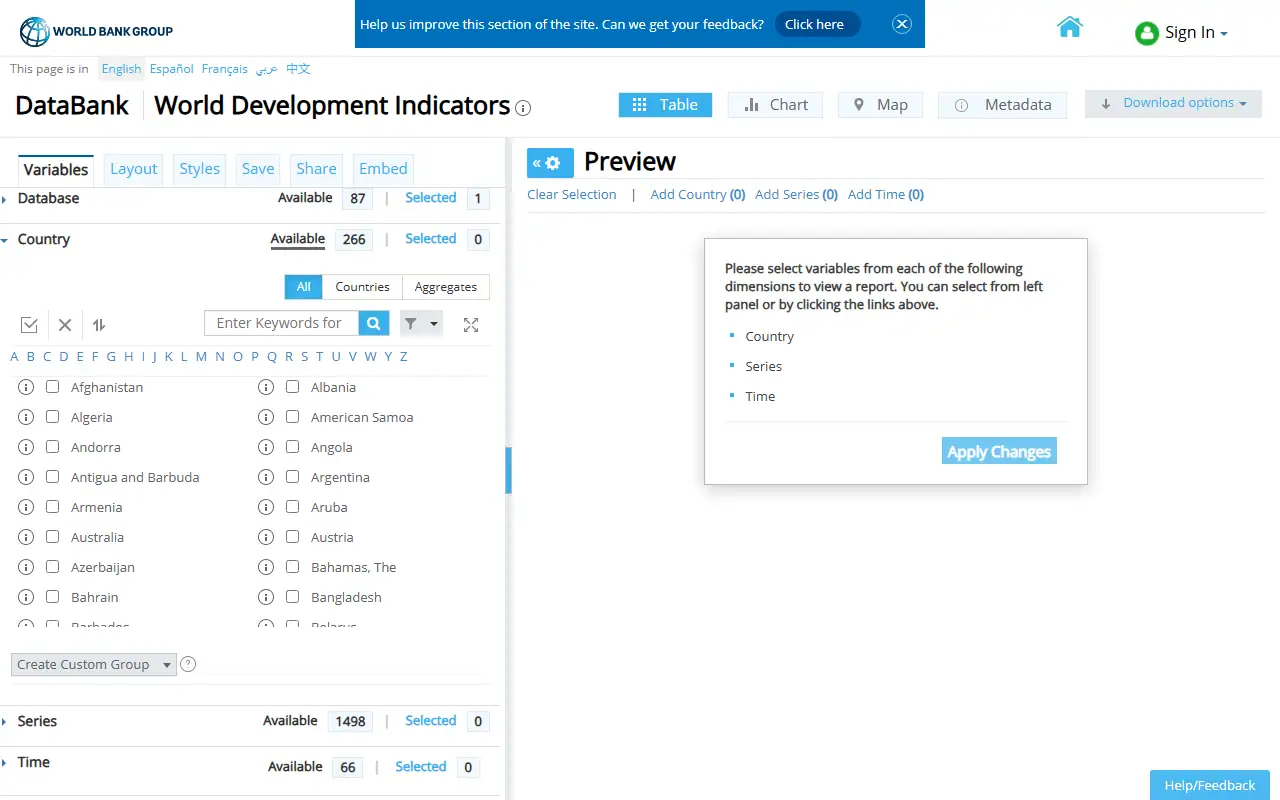 WORLD BANK GROUP
Help us improve this section of the site. Can we get your feedback? Click here
Sign In
This page is in English Español Français عربي 中文
DataBank World Development Indicators
Table Chart Map Metadata Download options
Variables Layout Styles Save Share Embed
« Preview
Database Available 87 | Selected 1
Clear Selection | Add Country (0) Add Series (0) Add Time (0)
Country Available 266 | Selected 0
All Countries Aggregates
Enter Keywords for
A B C D E F G H I J K L M N O P Q R S T U V W Y Z
Afghanistan Albania
Algeria American Samoa
Andorra Angola
Antigua and Barbuda Argentina
Armenia Aruba
Australia Austria
Azerbaijan Bahamas, The
Bahrain Bangladesh
Barbados Belarus
Create Custom Group ?
Series Available 1498 | Selected 0
Time Available 66 | Selected 0
Please select variables from each of the following
dimensions to view a report. You can select from left
panel or by clicking the links above.
Country
Series
Time
Apply Changes
Help/Feedback